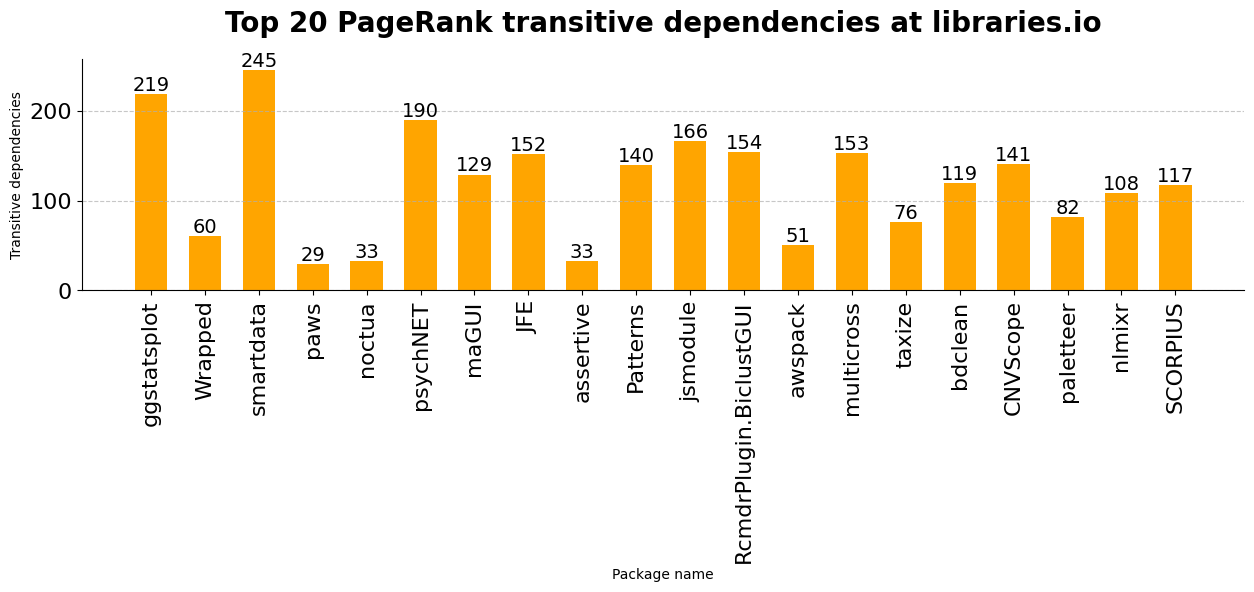 Top 20 PageRank transitive dependencies at libraries.io
Transitive dependencies
200
100
0
219
60
245
29
33
190
129
152
33
140
166
154
51
153
76
119
141
82
108
117
ggstatsplot
Wrapped
smartdata
paws
noctua
psychNET
maGUI
JFE
assertive
Patterns
jsmodule
RcmdrPlugin.BiclustGUI
awspack
multicross
taxize
bdclean
CNVScope
paletteer
nlmixr
SCORPIUS
Package name